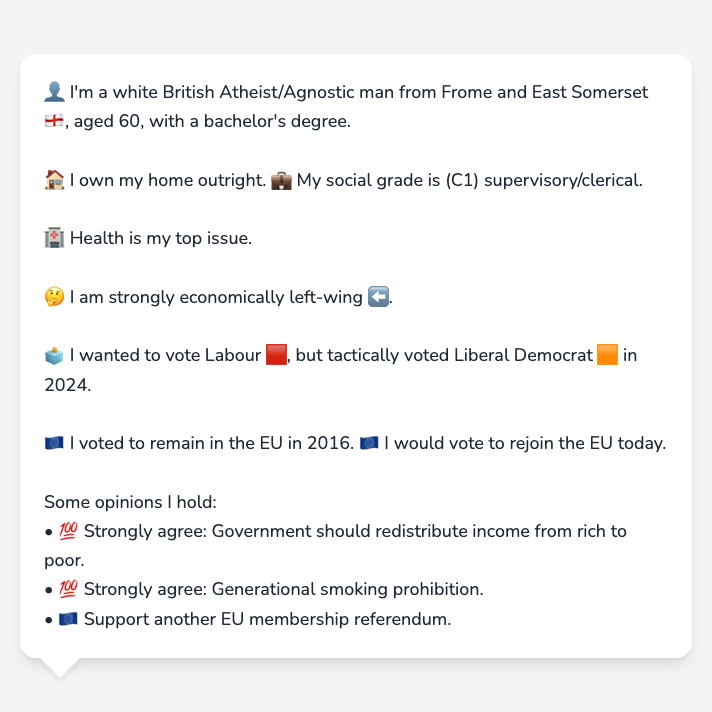 👤 I'm a white British Atheist/Agnostic man from Frome and East Somerset
🏴󠁧󠁢󠁥󠁮󠁧󠁿, aged 60, with a bachelor's degree.
🏠 I own my home outright. 💼 My social grade is (C1) supervisory/clerical.
🏥 Health is my top issue.
🤔 I am strongly economically left-wing ⬅️.
🗳️ I wanted to vote Labour 🟥, but tactically voted Liberal Democrat 🟧 in
2024.
🇪🇺 I voted to remain in the EU in 2016. 🇪🇺 I would vote to rejoin the EU today.
Some opinions I hold:
• 💯 Strongly agree: Government should redistribute income from rich to
poor.
• 💯 Strongly agree: Generational smoking prohibition.
• 🇪🇺 Support another EU membership referendum.